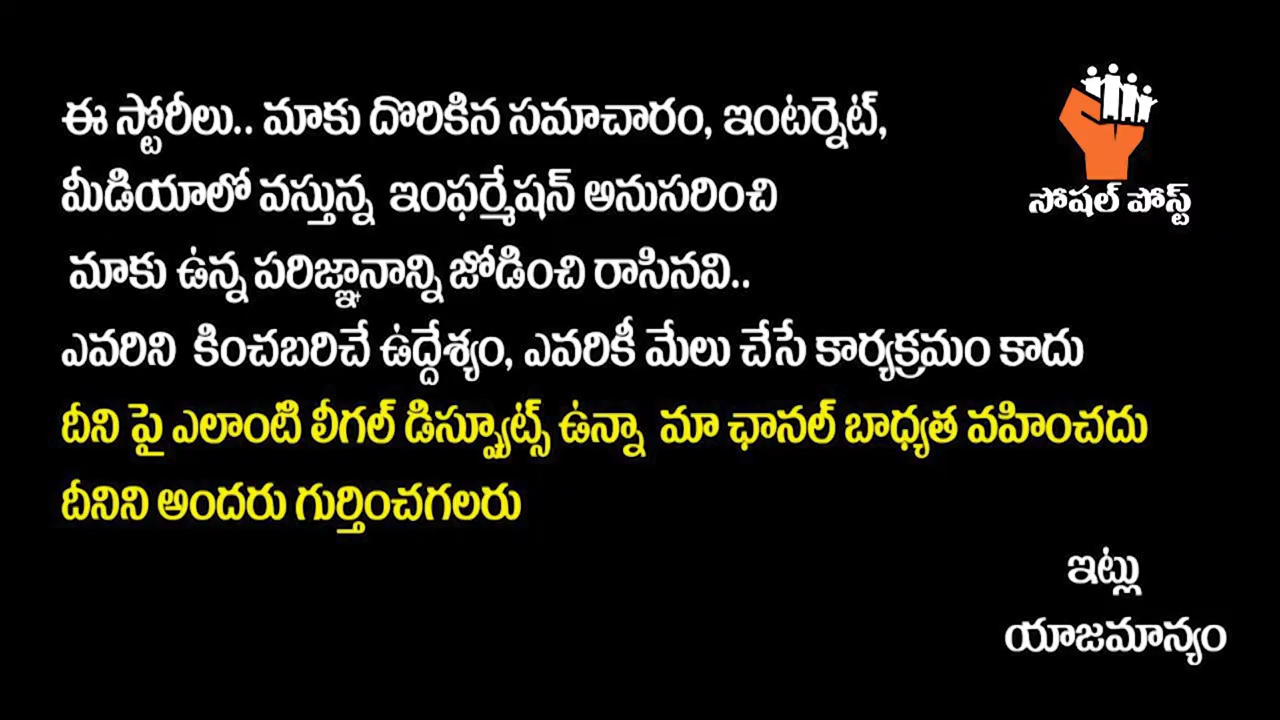 ఈ స్టోరీలు.. మాకు దొరికిన సమాచారం, ఇంటర్నెట్,
మీడియాలో వస్తున్న ఇంఫర్మేషన్ అనుసరించి
మాకు ఉన్న పరిజ్ఞానాన్ని జోడించి రాసినవి..
ఎవరిని కించబరిచే ఉద్దేశ్యం, ఎవరికీ మేలు చేసే కార్యక్రమం కాదు
దీని పై ఎలాంటి లీగల్ డిస్ప్యూట్స్ ఉన్నా మా ఛానల్ బాధ్యత వహించదు
దీనిని అందరు గుర్తించగలరు
ఇట్లు
యాజమాన్యం
సోషల్ పోస్ట్